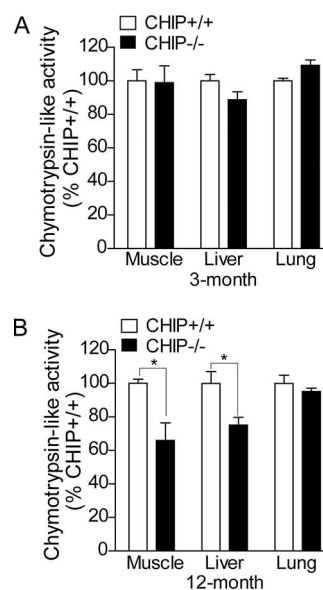 A
CHIP+/+
CHIP-/-
Chymotrypsin-like activity
(% CHIP+/+)
120
100
80
60
40
20
0
Muscle Liver Lung
3-month
B
CHIP+/+
CHIP-/-
Chymotrypsin-like activity
(% CHIP+/+)
120
100
80
60
40
20
0
* *
Muscle Liver Lung
12-month